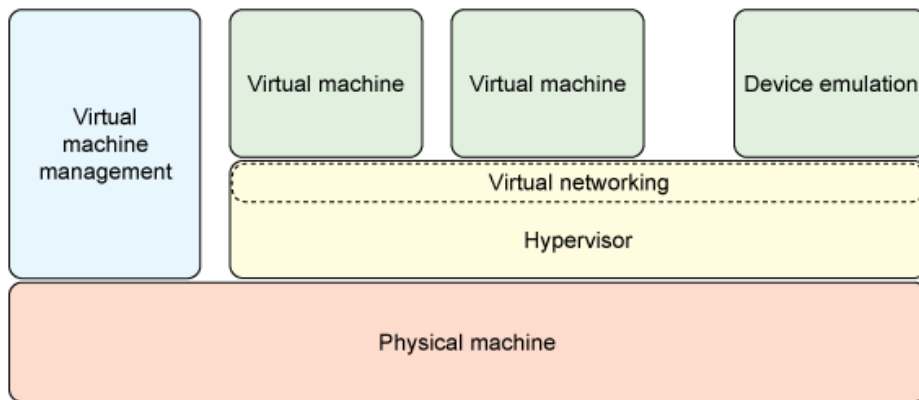 Virtual
machine
management
Virtual machine
Virtual machine
Device emulation
Virtual networking
Hypervisor
Physical machine